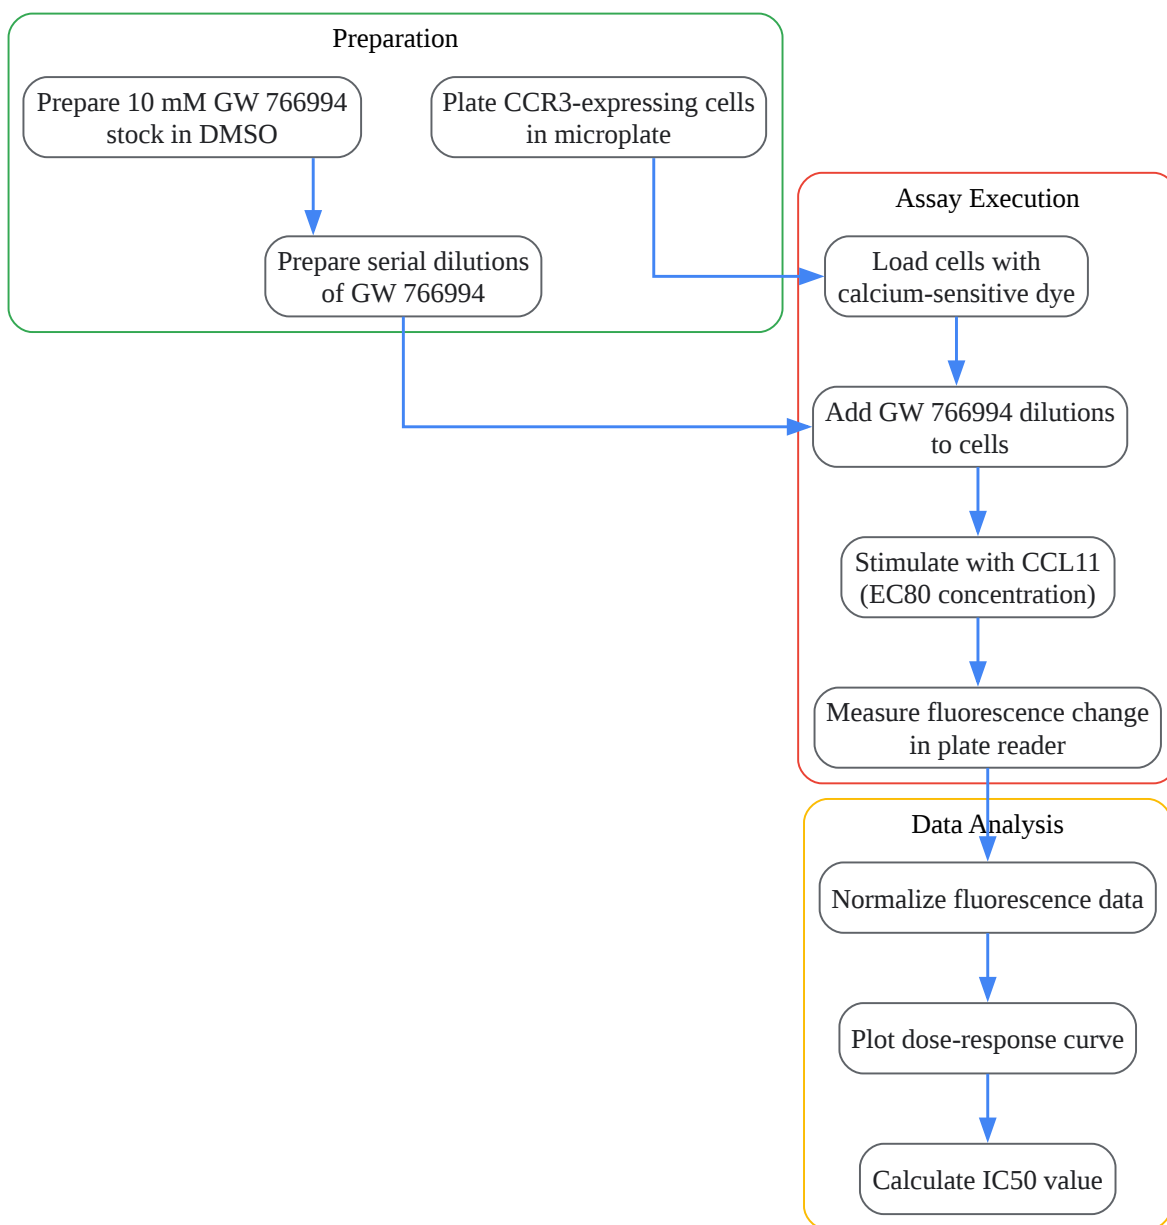 Preparation
Prepare 10 mM GW 766994
stock in DMSO
Plate CCR3-expressing cells
in microplate
Prepare serial dilutions
of GW 766994
Assay Execution
Load cells with
calcium-sensitive dye
Add GW 766994 dilutions
to cells
Stimulate with CCL11
(EC80 concentration)
Measure fluorescence change
in plate reader
Data Analysis
Normalize fluorescence data
Plot dose-response curve
Calculate IC50 value